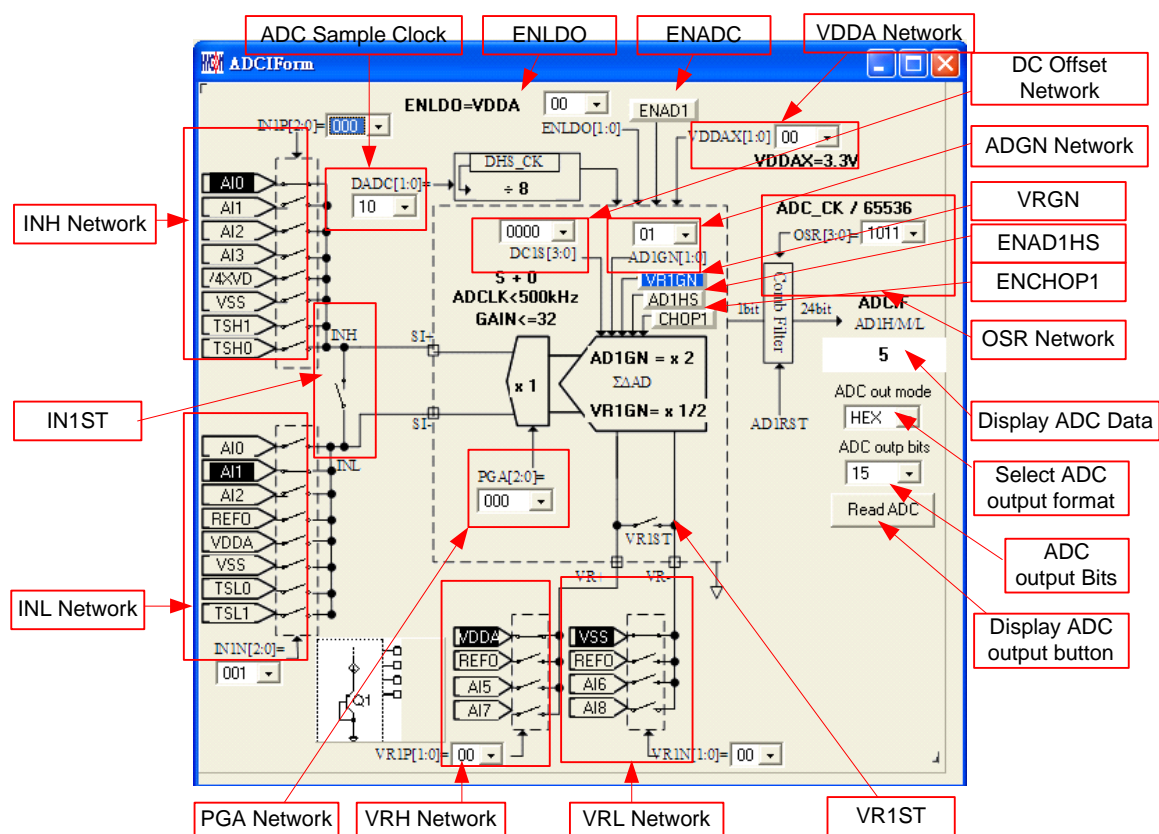 ADC Sample Clock
ENLDO
ENADC
VDDA Network
DC Offset
Network
ADGN Network
VRGN
ENAD1HS
ENCHOP1
OSR Network
Display ADC Data
Select ADC
output format
ADC
output Bits
Display ADC
output button
INH Network
IN1ST
INL Network
PGA Network
VRH Network
VRL Network
VR1ST
ADCIForm
ENLDO=VDDA
00
ENLDO[1:0]
ENAD1
VDDAX[1:0]
00
VDDAX=3.3V
IN1P[2:0]=
000
DADC[1:0]=
10
DHS_CK
÷ 8
AI0
AI1
AI2
AI3
/4XVD
VSS
TSH1
TSH0
INH
INL
0000
DC1S[3:0]
01
AD1GN[1:0]
S + 0
ADCLK<500kHz
GAIN<=32
VR1GN
AD1HS
CHOP1
ADC_CK / 65536
OSR[3:0]=
1011
1bit
Comb Filter
24bit
ADCIF
AD1H/M/L
5
SI+
SI-
x 1
AD1GN = x 2
ΣΔAD
VR1GN= x 1/2
AD1RST
ADC out mode
HEX
ADC outp bits
15
Read ADC
AI0
AI1
AI2
REFO
VDDA
VSS
TSL0
TSL1
IN1N[2:0]=
001
PGA[2:0]=
000
VR1ST
VR+
VR-
Q1
VDDA
REFO
AI5
AI7
VSS
REFO
AI6
AI8
VR1P[1:0]=
00
VR1N[1:0]=
00